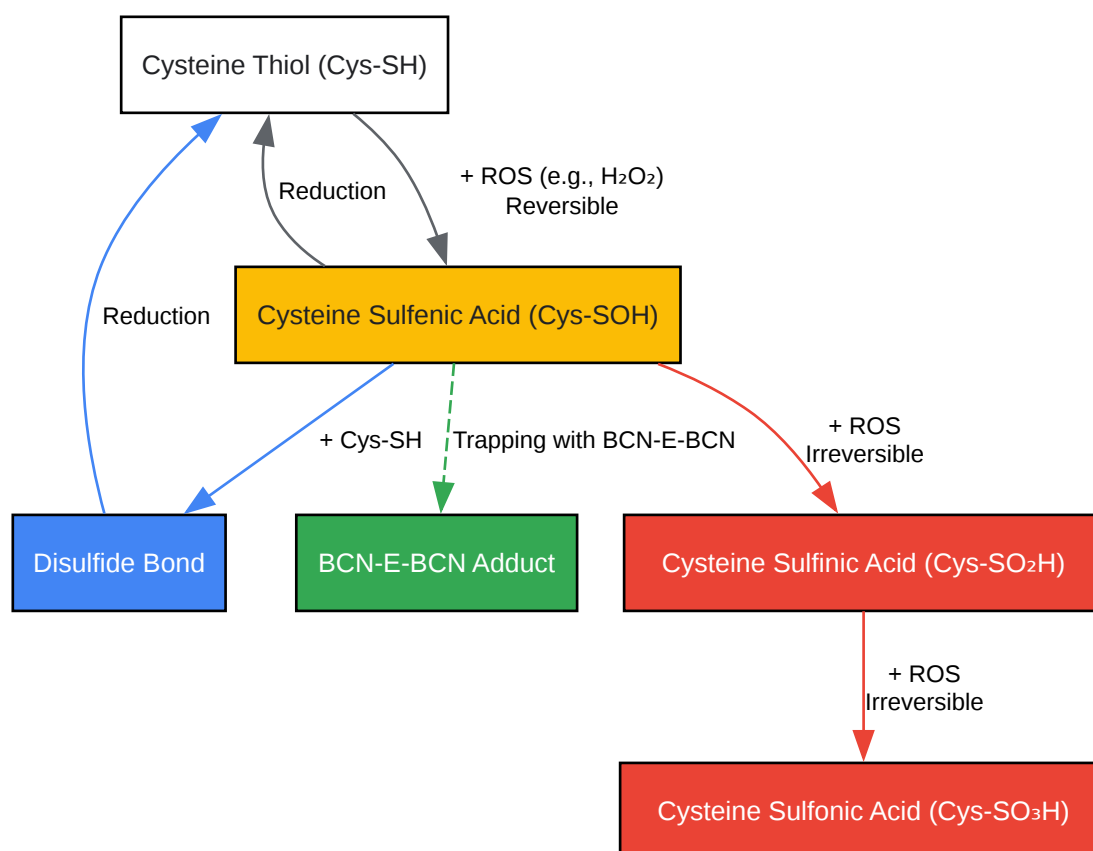 Cysteine Thiol (Cys-SH)
+ ROS (e.g., H₂O₂)
Reversible
Reduction
Cysteine Sulfenic Acid (Cys-SOH)
Reduction
+ Cys-SH
Trapping with BCN-E-BCN
+ ROS
Irreversible
Disulfide Bond
BCN-E-BCN Adduct
Cysteine Sulfinic Acid (Cys-SO₂H)
+ ROS
Irreversible
Cysteine Sulfonic Acid (Cys-SO₃H)